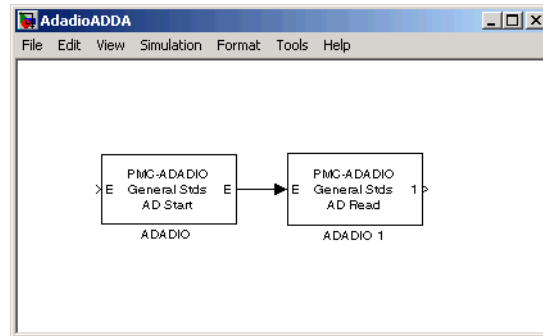 AdadioADDA
File Edit View Simulation Format Tools Help
PMC-ADADIO
General Stds
AD Start
E
E
ADADIO
PMC-ADADIO
General Stds
AD Read
E
1
ADADIO 1